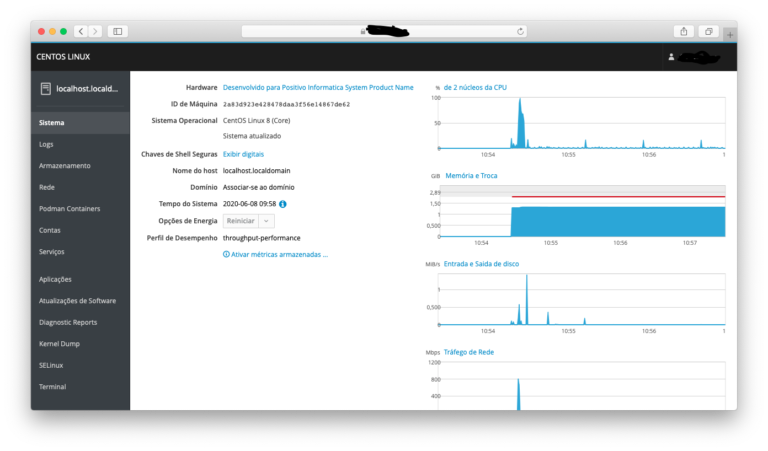 CENTOS LINUX
localhost.locald...
Sistema
Logs
Armazenamento
Rede
Podman Containers
Contas
Serviços
Aplicações
Atualizações de Software
Diagnostic Reports
Kernel Dump
SELinux
Terminal
Hardware Desenvolvido para Positivo Informatica System Product Name
ID de Máquina 2a83d923e428478daa3f56e14867de62
Sistema Operacional CentOS Linux 8 (Core)
Sistema atualizado
Chaves de Shell Seguras Exibir digitais
Nome do host localhost.localdomain
Domínio Associar-se ao domínio
Tempo do Sistema 2020-06-08 09:58
Opções de Energia Reiniciar
Perfil de Desempenho throughput-performance
Ativar métricas armazenadas ...
% de 2 núcleos da CPU
100
50
0
10:54 10:55 10:56 1
GiB Memória e Troca
1,50
1
0,500
0
10:54 10:55 10:56 10:57
MiB/s Entrada e Saída de disco
1
0,500
0
10:54 10:55 10:56 1
Mbps Tráfego de Rede
1200
800
400